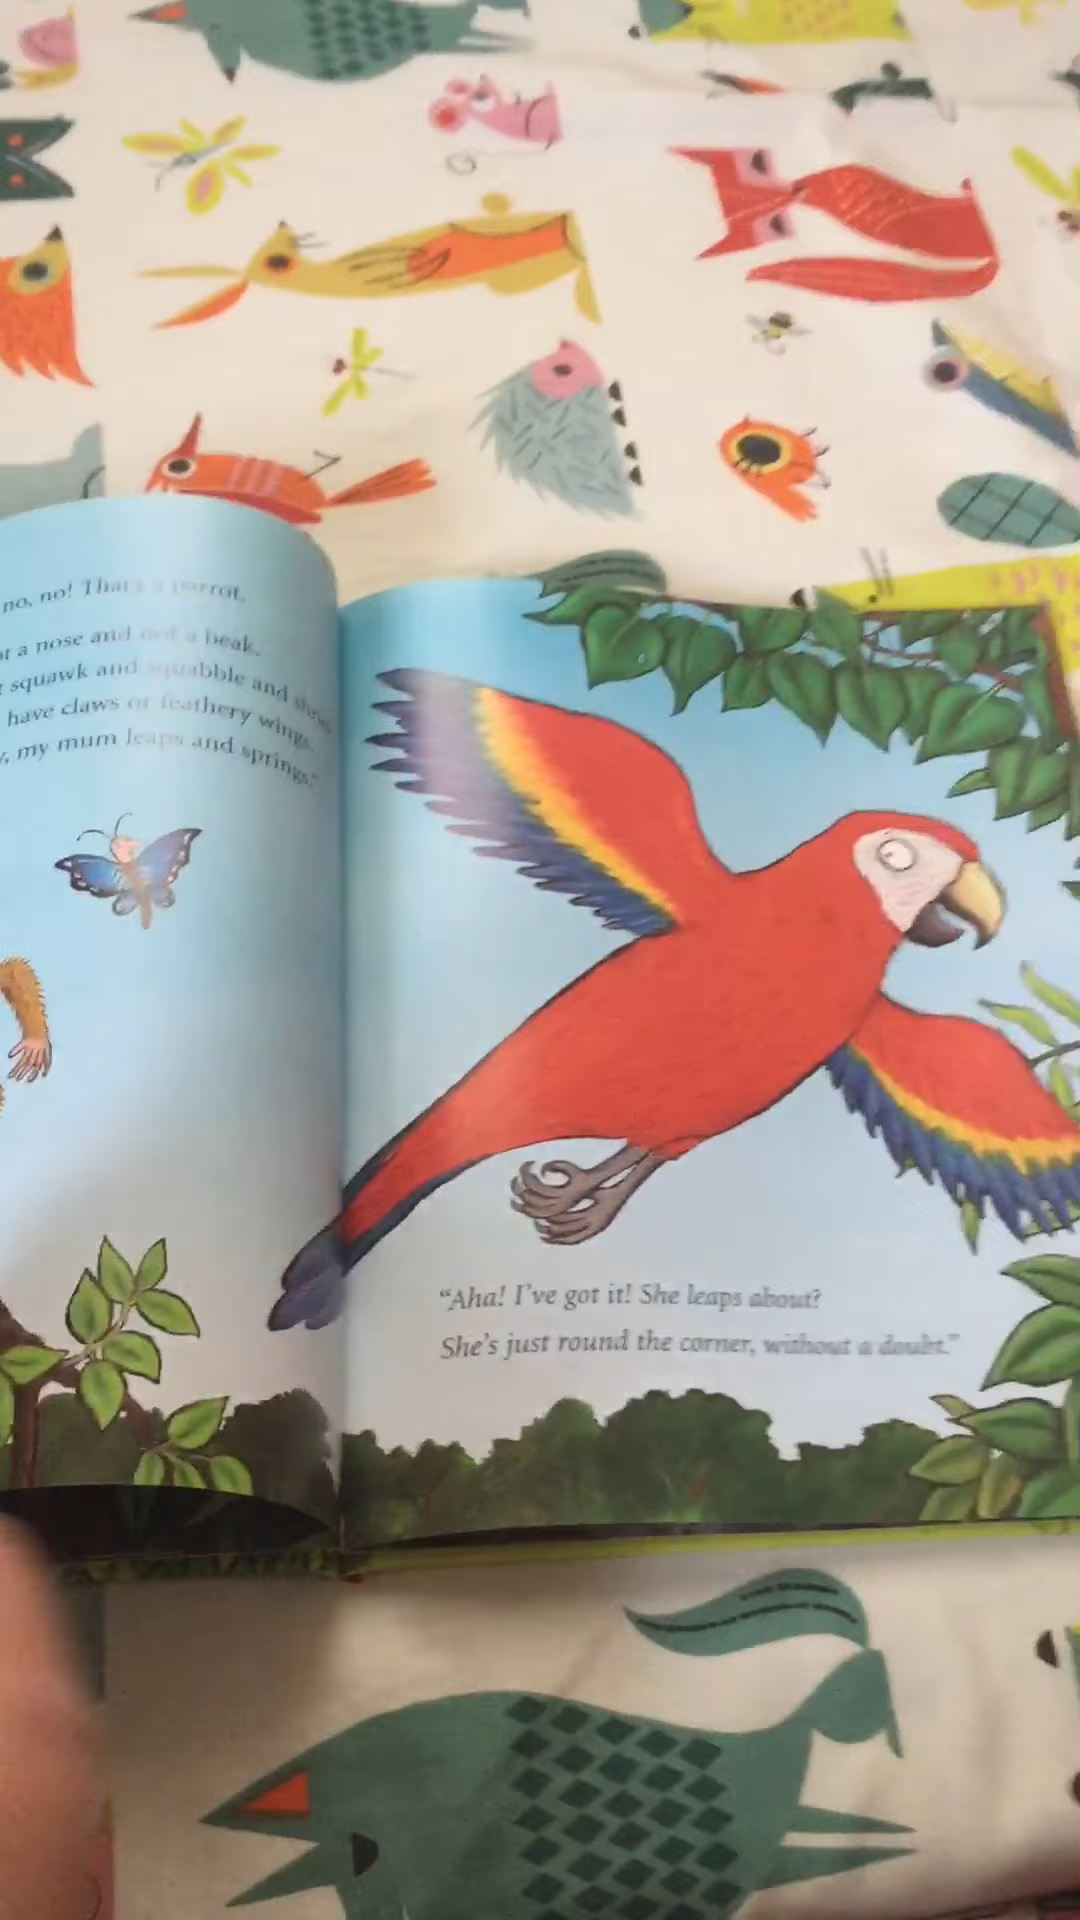 no, no! That's a parrot.
a nose and not a beak.
squawk and squabble and
have claws or feathery wings.
my mum leaps and springs."
"Aha! I've got it! She leaps about?
She's just round the corner, without a doubt."